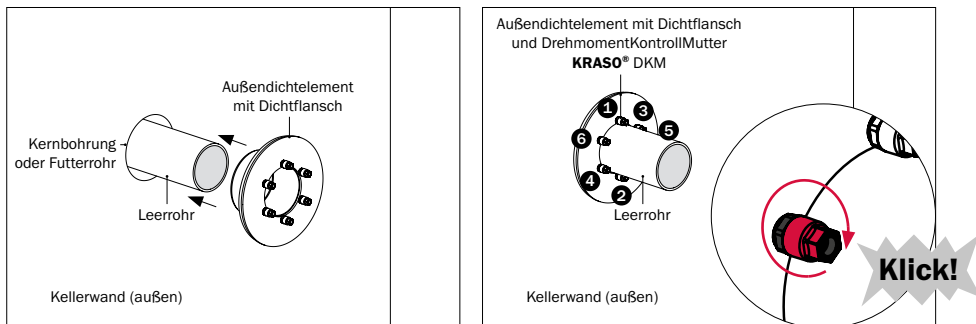 Außendichtelement
mit Dichtflansch
Kernbohrung
oder Futterrohr
Leerrohr
Kellerwand (außen)
Außendichtelement mit Dichtflansch
und DrehmomentKontrollMutter
KRASO® DKM
1
3
5
6
4
2
Leerrohr
Klick!
Kellerwand (außen)